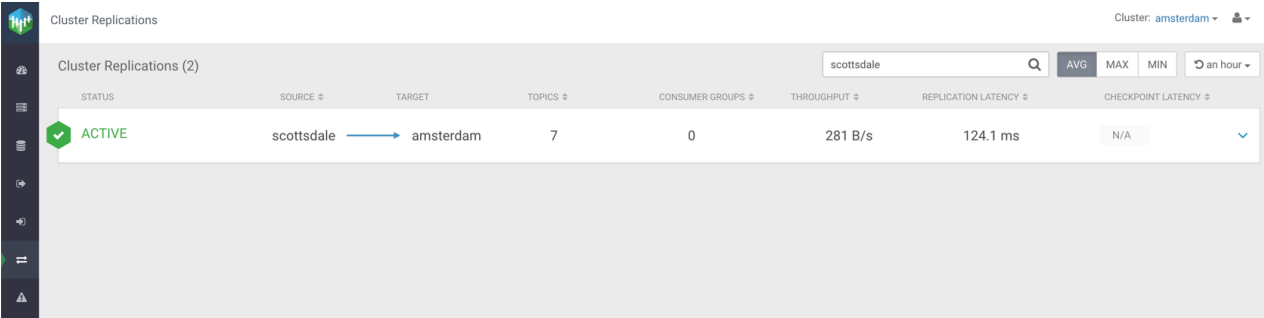 Cluster Replications
Cluster: amsterdam
Cluster Replications (2)
scottsdale
AVG MAX MIN
an hour
STATUS SOURCE TARGET TOPICS CONSUMER GROUPS THROUGHPUT REPLICATION LATENCY CHECKPOINT LATENCY
ACTIVE scottsdale amsterdam 7 0 281 B/s 124.1 ms N/A